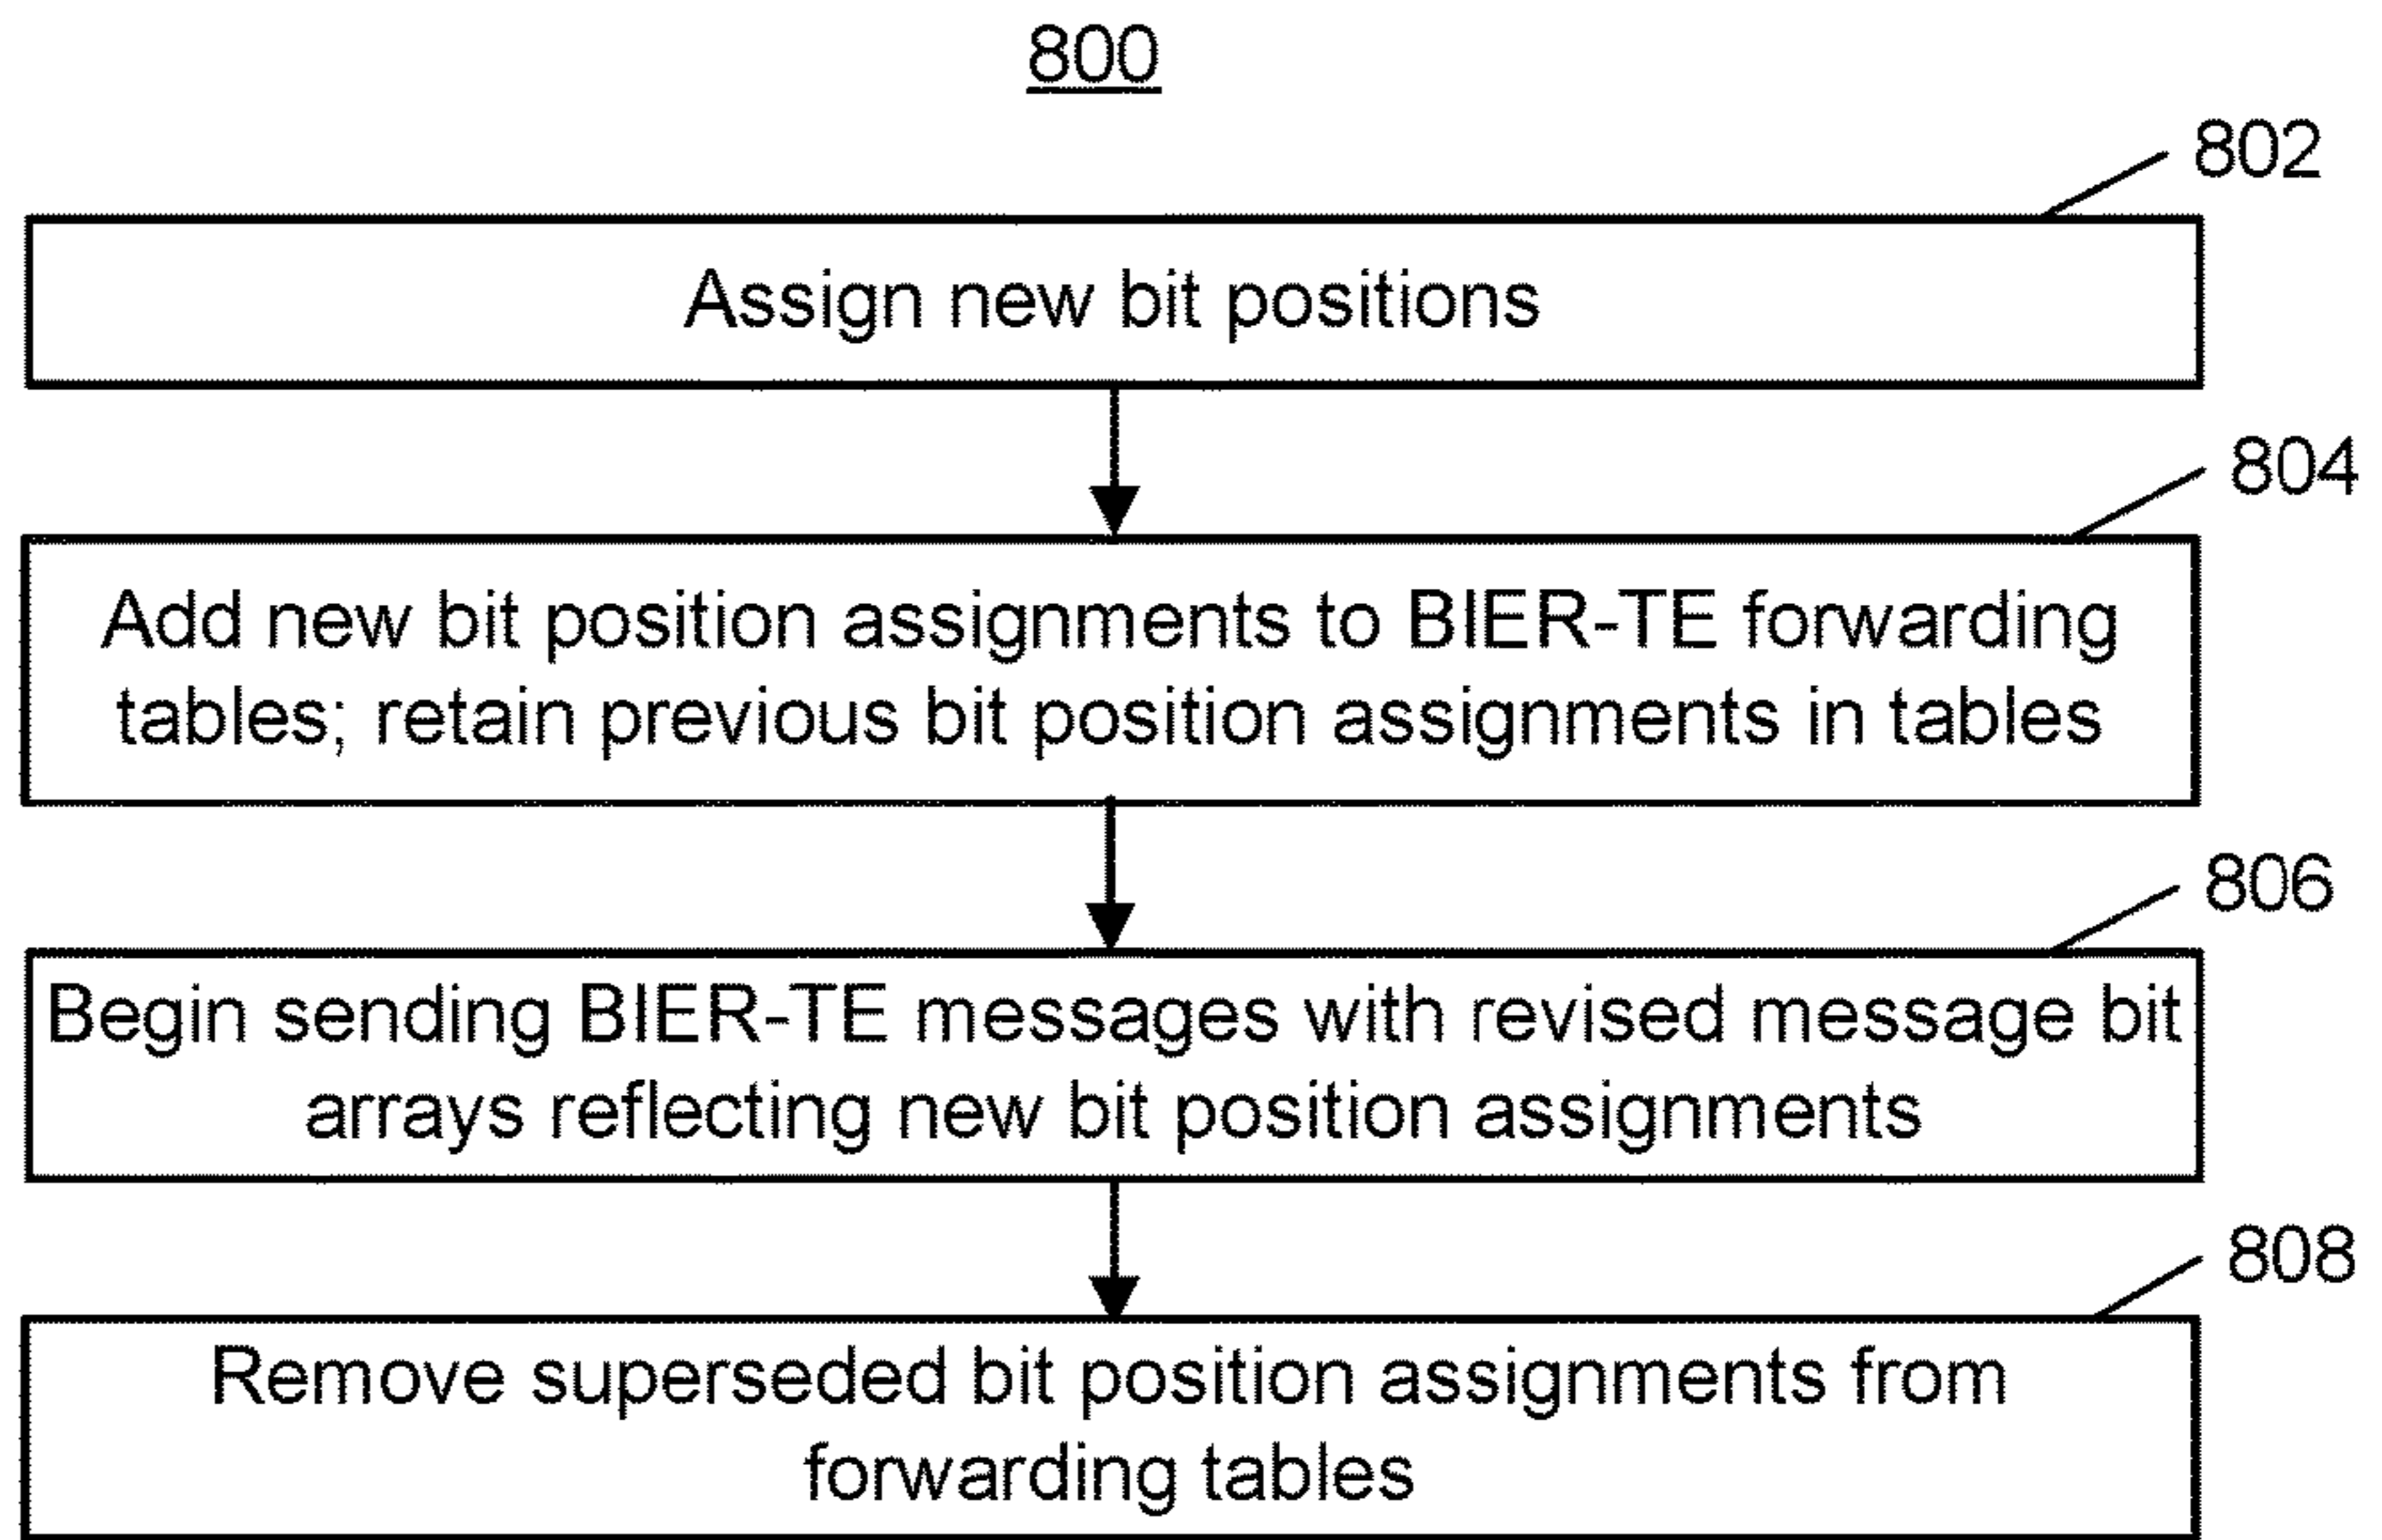 800
802
Assign new bit positions
804
Add new bit position assignments to BIER-TE forwarding
tables; retain previous bit position assignments in tables
806
Begin sending BIER-TE messages with revised message bit
arrays reflecting new bit position assignments
808
Remove superseded bit position assignments from
forwarding tables